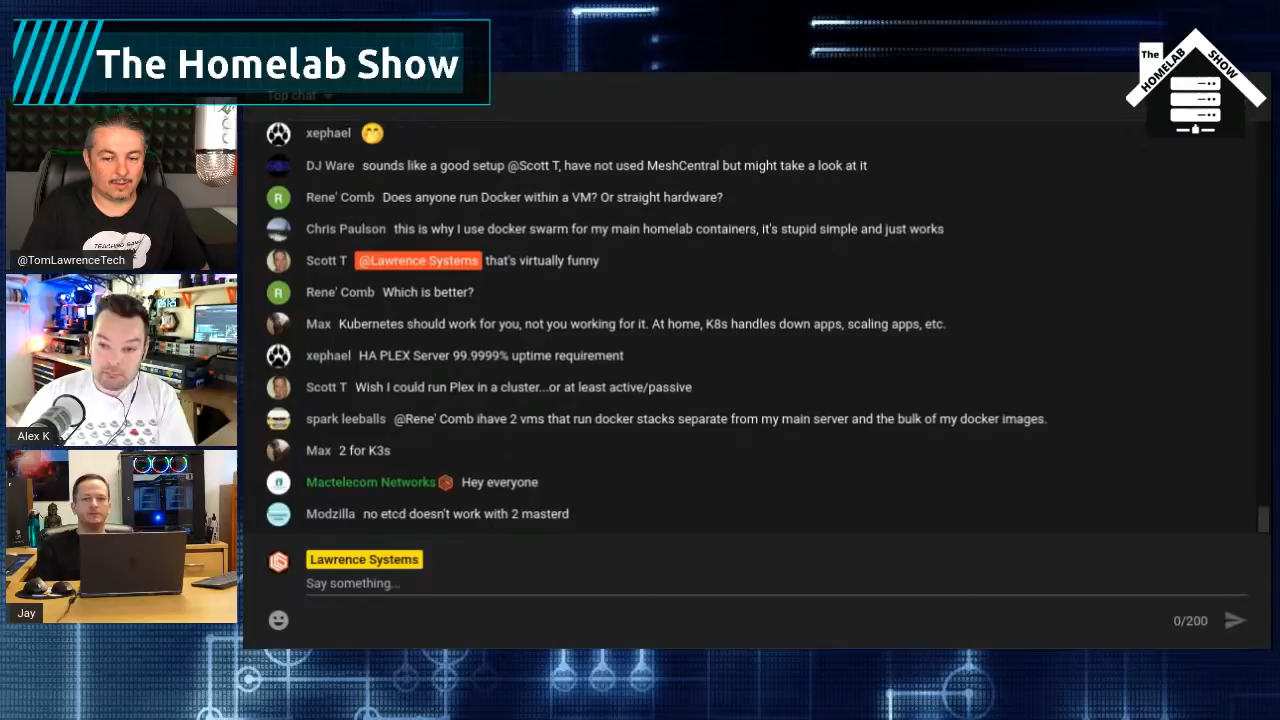 The Homelab Show
The
HOMELAB
SHOW
Top chat
xephael
DJ Ware sounds like a good setup @Scott T, have not used MeshCentral but might take a look at it
Rene' Comb Does anyone run Docker within a VM? Or straight hardware?
Chris Paulson this is why I use docker swarm for my main homelab containers, it's stupid simple and just works
Scott T @Lawrence Systems that's virtually funny
Rene' Comb Which is better?
Max Kubernetes should work for you, not you working for it. At home, K8s handles down apps, scaling apps, etc.
xephael HA PLEX Server 99.9999% uptime requirement
Scott T Wish I could run Plex in a cluster...or at least active/passive
spark leeballs @Rene' Comb ihave 2 vms that run docker stacks separate from my main server and the bulk of my docker images.
Max 2 for K3s
Mactelecom Networks Hey everyone
Modzilla no etcd doesn't work with 2 masterd
Lawrence Systems
Say something...
0/200
@TomLawrenceTech
Alex K
Jay